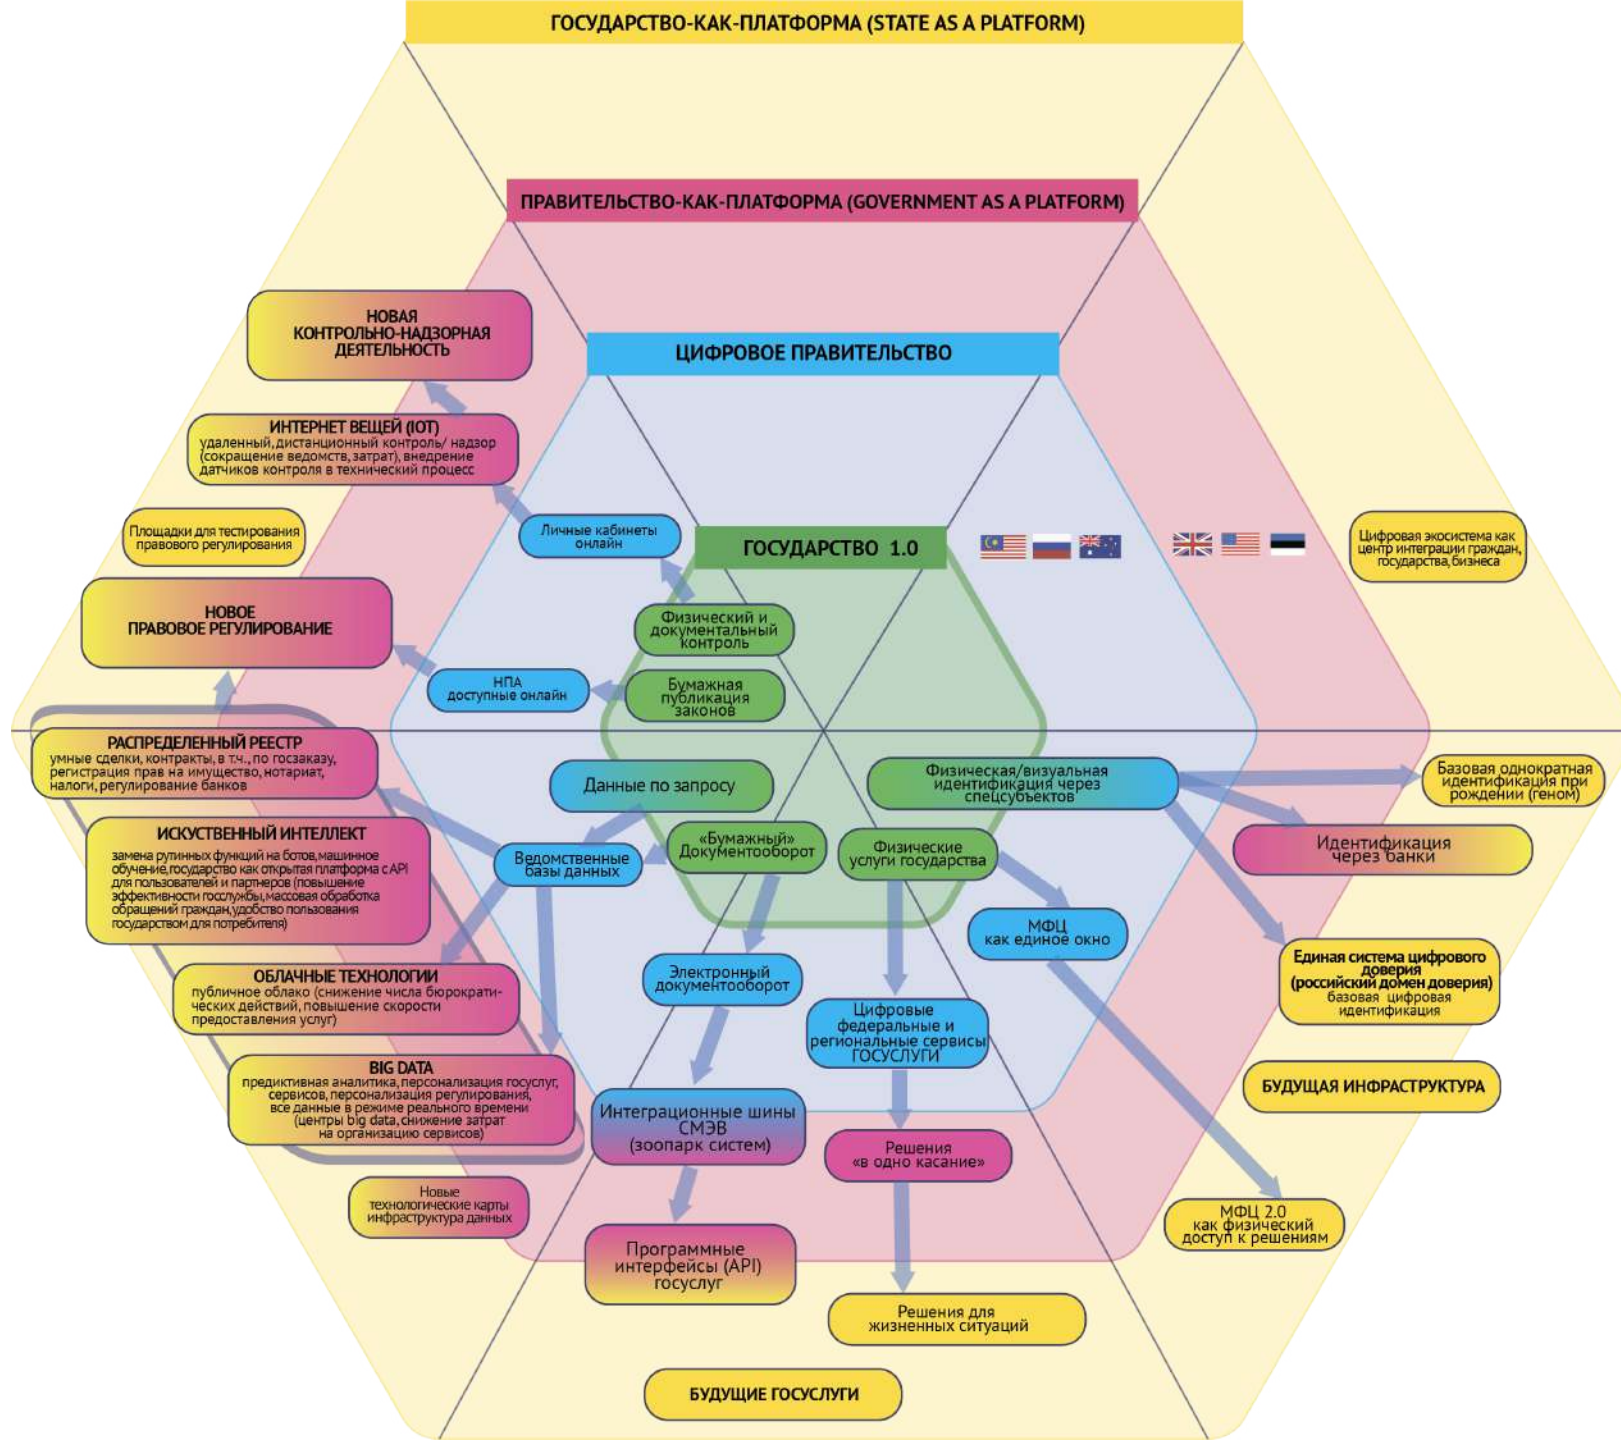 ГОСУДАРСТВО-КАК-ПЛАТФОРМА (STATE AS A PLATFORM)
ПРАВИТЕЛЬСТВО-КАК-ПЛАТФОРМА (GOVERNMENT AS A PLATFORM)
ЦИФРОВОЕ ПРАВИТЕЛЬСТВО
ГОСУДАРСТВО 1.0
НОВАЯ
КОНТРОЛЬНО-НАДЗОРНАЯ
ДЕЯТЕЛЬНОСТЬ
ИНТЕРНЕТ ВЕЩЕЙ (IOT)
удаленный, дистанционный контроль/ надзор
(сокращение ведомств, затрат), внедрение
датчиков контроля в технический процесс
Площадки для тестирования
правового регулирования
Личные кабинеты
онлайн
Цифровая экосистема как
центр интеграции граждан,
государства, бизнеса
НОВОЕ
ПРАВОВОЕ РЕГУЛИРОВАНИЕ
Физический и
документальный
контроль
НПА
доступные онлайн
Бумажная
публикация
законов
РАСПРЕДЕЛЕННЫЙ РЕЕСТР
умные сделки, контракты, в т.ч., по госзаказу,
регистрация прав на имущество, нотариат,
налоги, регулирование банков
Данные по запросу
Физическая/визуальная
идентификация через
спецсубъектов
Базовая однократная
идентификация при
рождении (геном)
ИСКУСТВЕННЫЙ ИНТЕЛЛЕКТ
замена рутинных функций на ботов, машинное
обучение, государство как открытая платформа с API
для пользователей и партнеров (повышение
эффективности госслужбы, массовая обработка
обращений граждан, удобство пользования
государством для потребителя)
Ведомственные
базы данных
«Бумажный»
Документооборот
Физические
услуги государства
Идентификация
через банки
МФЦ
как единое окно
ОБЛАЧНЫЕ ТЕХНОЛОГИИ
публичное облако (снижение числа бюрократи-
ческих действий, повышение скорости
предоставления услуг)
Электронный
документооборот
Единая система цифрового
доверия
(российский домен доверия)
базовая цифровая
идентификация
Цифровые
федеральные и
региональные сервисы
ГОСУСЛУГИ
BIG DATA
предиктивная аналитика, персонализация госуслуг,
сервисов, персонализация регулирования,
все данные в режиме реального времени
(центры big data, снижение затрат
на организацию сервисов)
БУДУЩАЯ ИНФРАСТРУКТУРА
Интеграционные шины
СМЭВ
(зоопарк систем)
Решения
«в одно касание»
Новые
технологические карты
инфраструктура данных
МФЦ 2.0
как физический
доступ к решениям
Программные
интерфейсы (API)
госуслуг
Решения для
жизненных ситуаций
БУДУЩИЕ ГОСУСЛУГИ